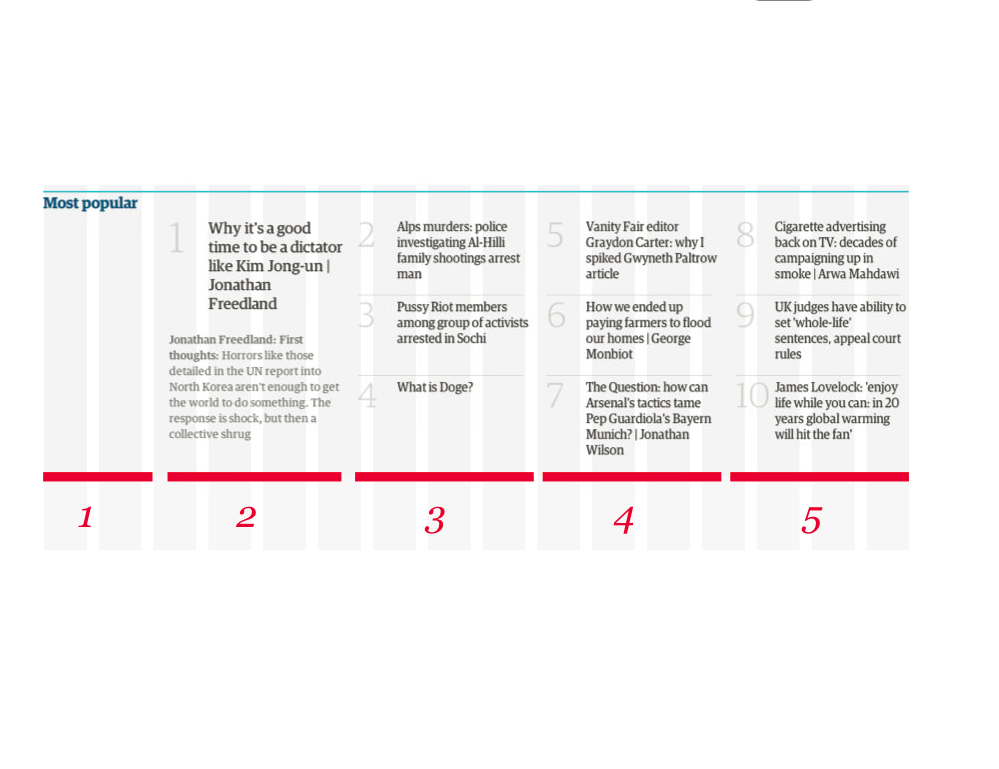 Most popular
1
Why it's a good
time to be a dictator
like Kim Jong-un |
Jonathan
Freedland
Jonathan Freedland: First
thoughts: Horrors like those
detailed in the UN report into
North Korea aren't enough to get
the world to do something. The
response is shock, but then a
collective shrug
2
Alps murders: police
investigating Al-Hilli
family shootings arrest
man
3
Pussy Riot members
among group of activists
arrested in Sochi
4
What is Doge?
5
Vanity Fair editor
Graydon Carter: why I
spiked Gwyneth Paltrow
article
6
How we ended up
paying farmers to flood
our homes | George
Monbiot
7
The Question: how can
Arsenal's tactics tame
Pep Guardiola's Bayern
Munich? | Jonathan
Wilson
8
Cigarette advertising
back on TV: decades of
campaigning up in
smoke | Arwa Mahdawi
9
UK judges have ability to
set 'whole-life'
sentences, appeal court
rules
10
James Lovelock: 'enjoy
life while you can: in 20
years global warming
will hit the fan'
1
2
3
4
5